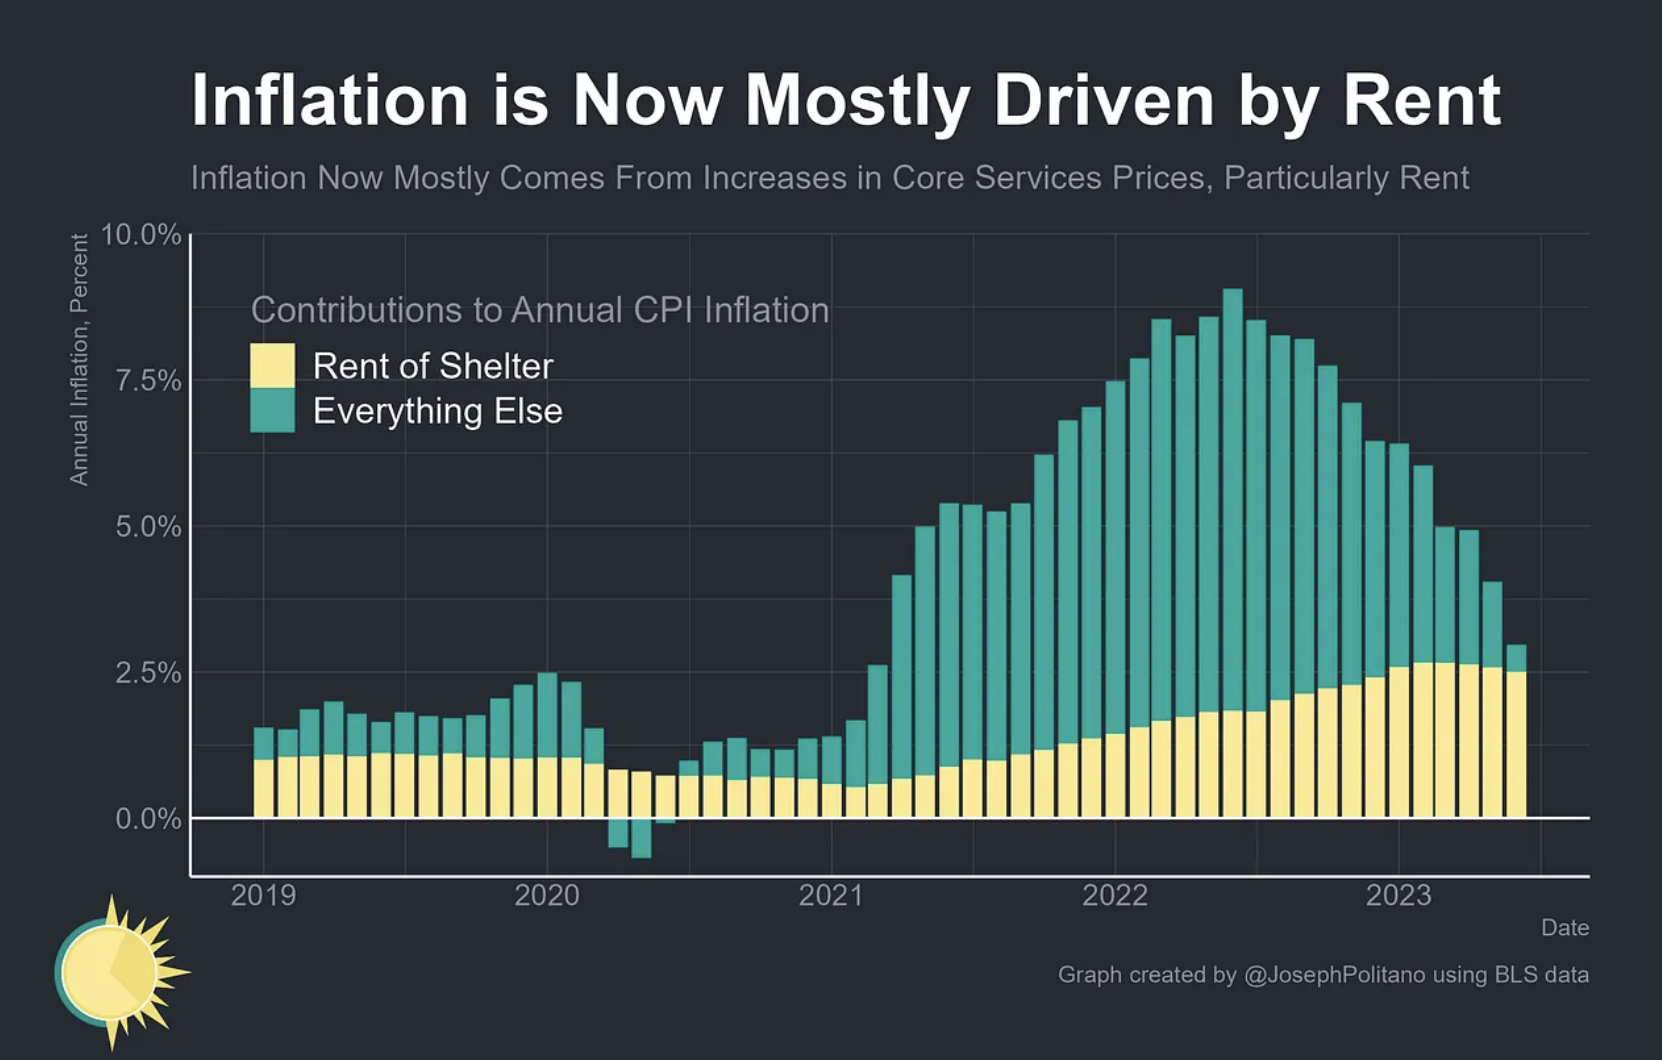 Inflation is Now Mostly Driven by Rent
Inflation Now Mostly Comes From Increases in Core Services Prices, Particularly Rent
Annual Inflation, Percent
10.0%
7.5%
5.0%
2.5%
0.0%
Contributions to Annual CPI Inflation
Rent of Shelter
Everything Else
2019 2020 2021 2022 2023
Date
Graph created by @JosephPolitano using BLS data